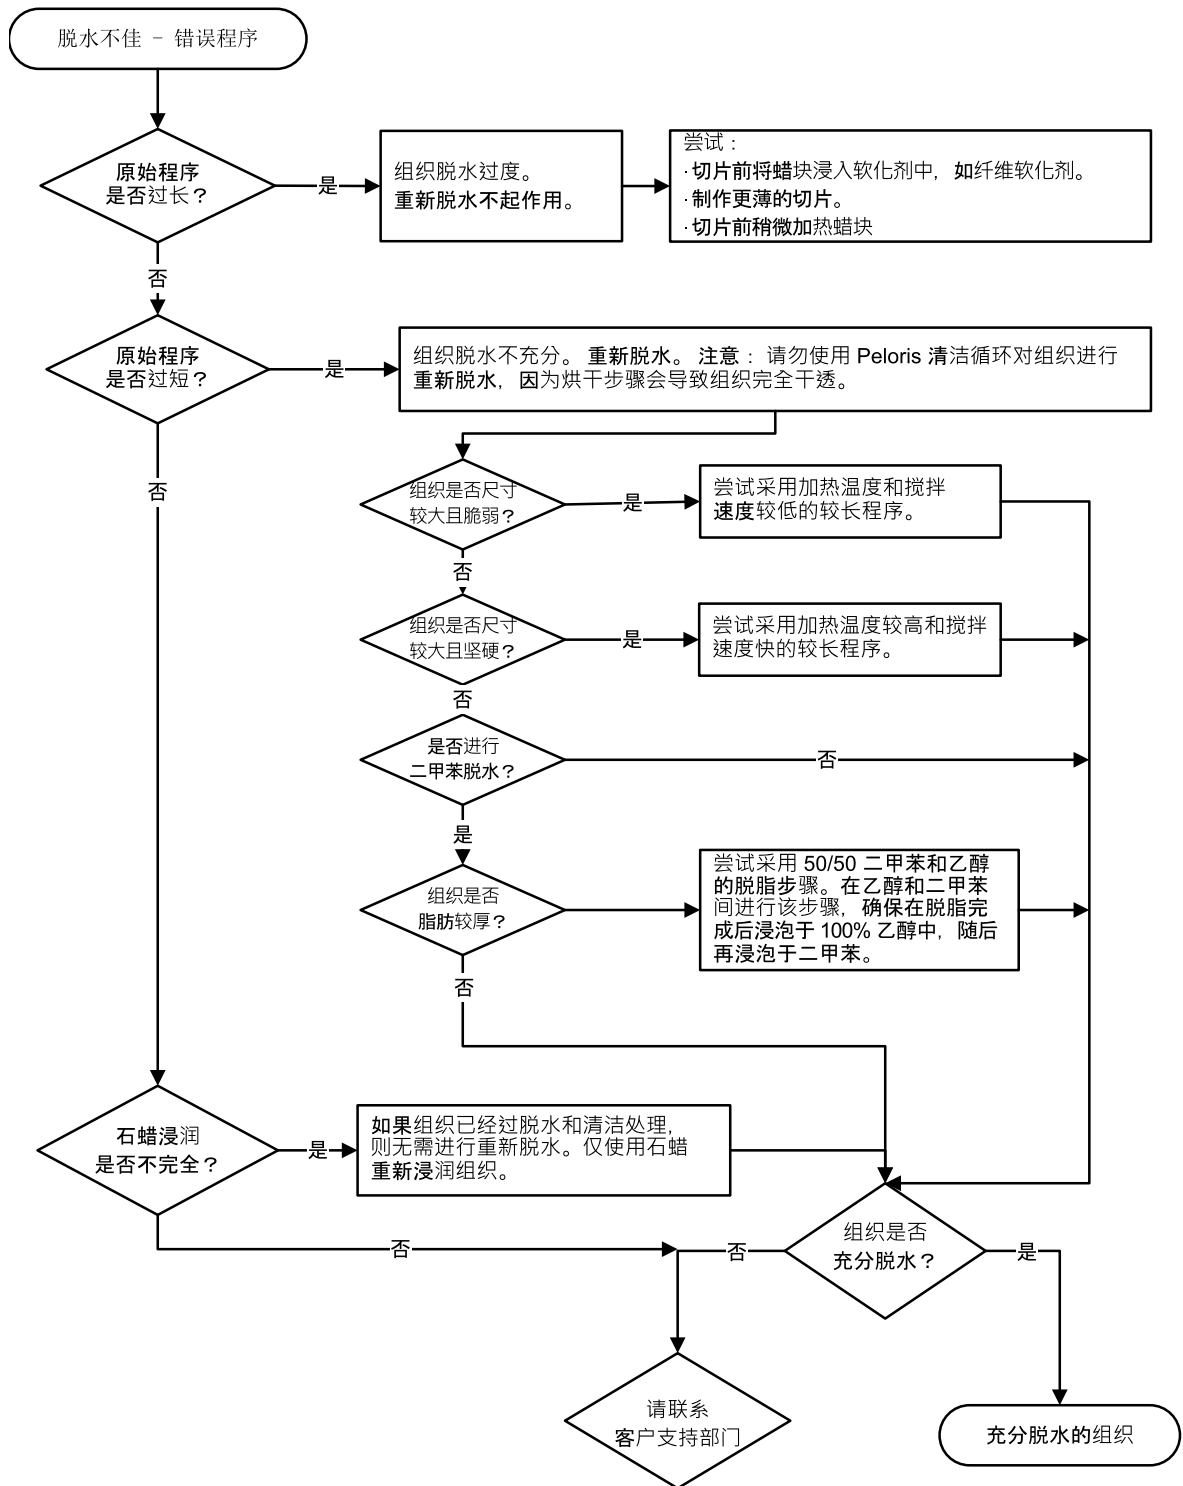 脱水不佳 – 错误程序
原始程序
是否过长？
是
组织脱水过度。
重新脱水不起作用。
尝试：
·切片前将蜡块浸入软化剂中，如纤维软化剂。
·制作更薄的切片。
·切片前稍微加热蜡块
否
原始程序
是否过短？
是
组织脱水不充分。 重新脱水。 注意： 请勿使用 Peloris 清洁循环对组织进行
重新脱水，因为烘干步骤会导致组织完全干透。
否
组织是否尺寸
较大且脆弱？
是
尝试采用加热温度和搅拌
速度较低的较长程序。
否
组织是否尺寸
较大且坚硬？
是
尝试采用加热温度较高和搅拌
速度快的较长程序。
否
是否进行
二甲苯脱水？
否
是
组织是否
脂肪较厚？
尝试采用 50/50 二甲苯和乙醇
的脱脂步骤。在乙醇和二甲苯
间进行该步骤，确保在脱脂完
成后浸泡于 100% 乙醇中，随后
再浸泡于二甲苯。
否
石蜡浸润
是否不完全？
是
如果组织已经过脱水和清洁处理，
则无需进行重新脱水。仅使用石蜡
重新浸润组织。
否
组织是否
充分脱水？
否
是
请联系
客户支持部门
充分脱水的组织